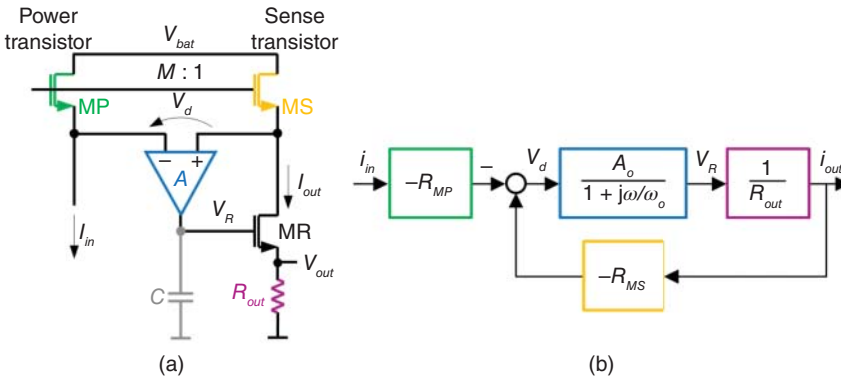 Power transistor
Sense transistor
V_bat
M : 1
MP
V_d
MS
− +
A
I_out
V_R
MR
I_in
V_out
C
R_out
(a)
i_in
−R_MP
−
V_d
A_o
1 + jω/ω_o
V_R
1
R_out
i_out
−R_MS
(b)